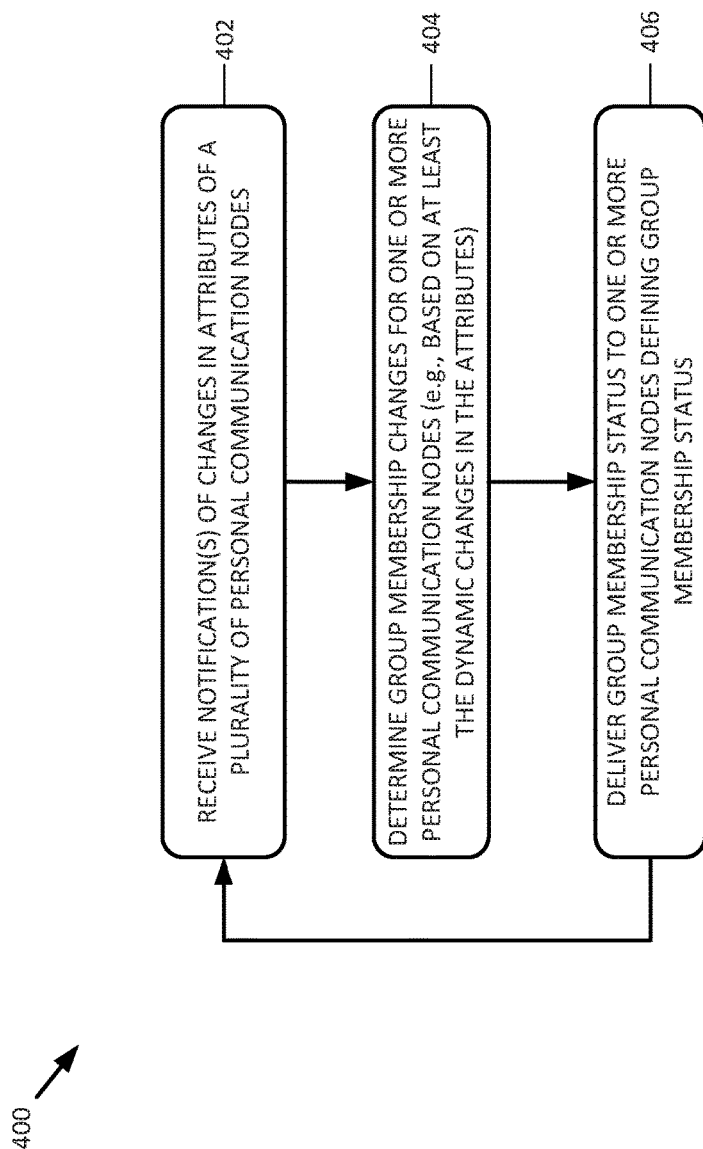 400
RECEIVE NOTIFICATION(S) OF CHANGES IN ATTRIBUTES OF A
PLURALITY OF PERSONAL COMMUNICATION NODES
402
DETERMINE GROUP MEMBERSHIP CHANGES FOR ONE OR MORE
PERSONAL COMMUNICATION NODES (e.g., BASED ON AT LEAST
THE DYNAMIC CHANGES IN THE ATTRIBUTES)
404
DELIVER GROUP MEMBERSHIP STATUS TO ONE OR MORE
PERSONAL COMMUNICATION NODES DEFINING GROUP
MEMBERSHIP STATUS
406